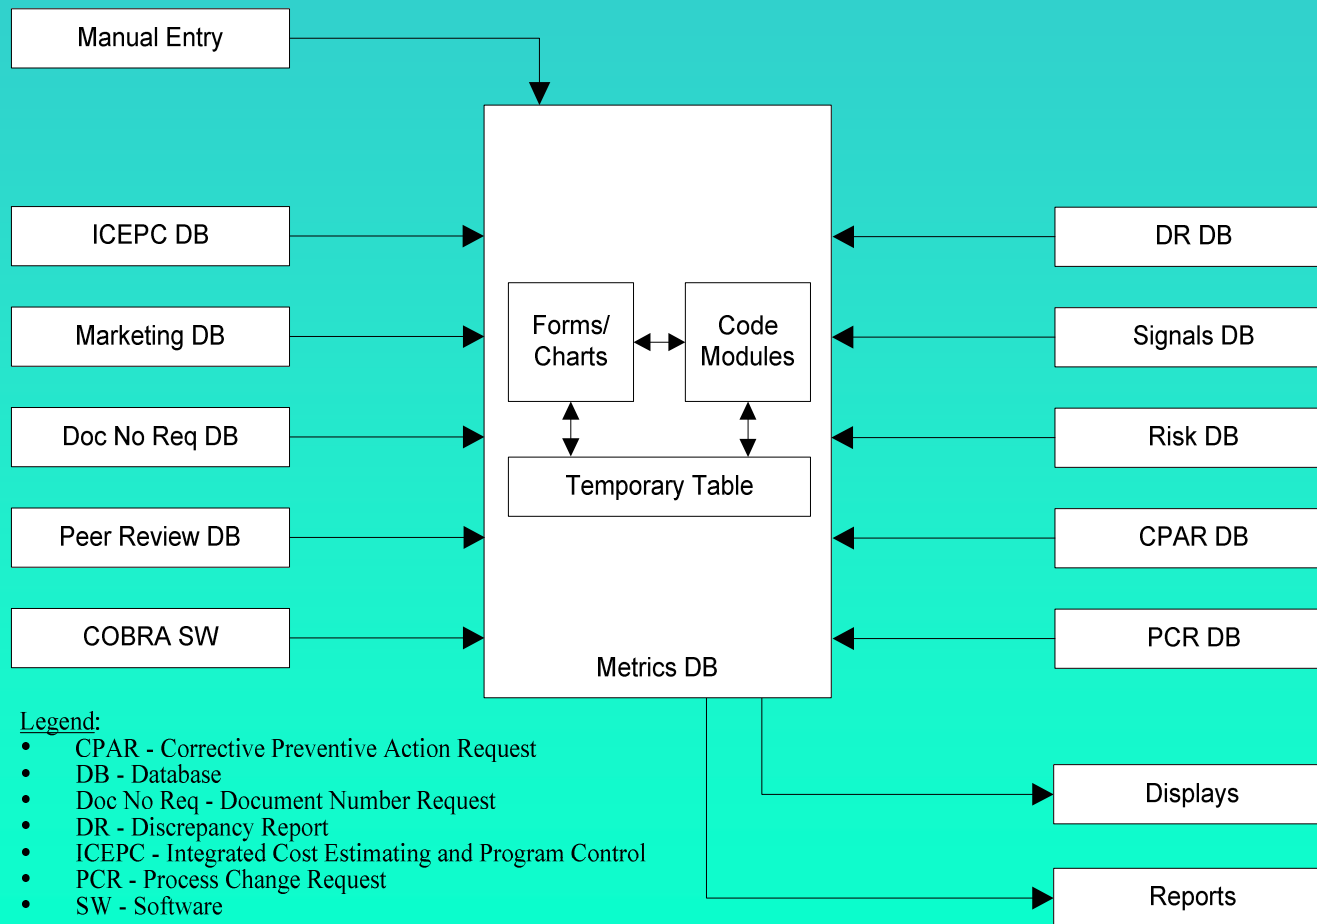 Manual Entry
ICEPC DB
Marketing DB
Doc No Req DB
Peer Review DB
COBRA SW
Forms/
Charts
Code
Modules
Temporary Table
Metrics DB
DR DB
Signals DB
Risk DB
CPAR DB
PCR DB
Displays
Reports
Legend:
• CPAR - Corrective Preventive Action Request
• DB - Database
• Doc No Req - Document Number Request
• DR - Discrepancy Report
• ICEPC - Integrated Cost Estimating and Program Control
• PCR - Process Change Request
• SW - Software